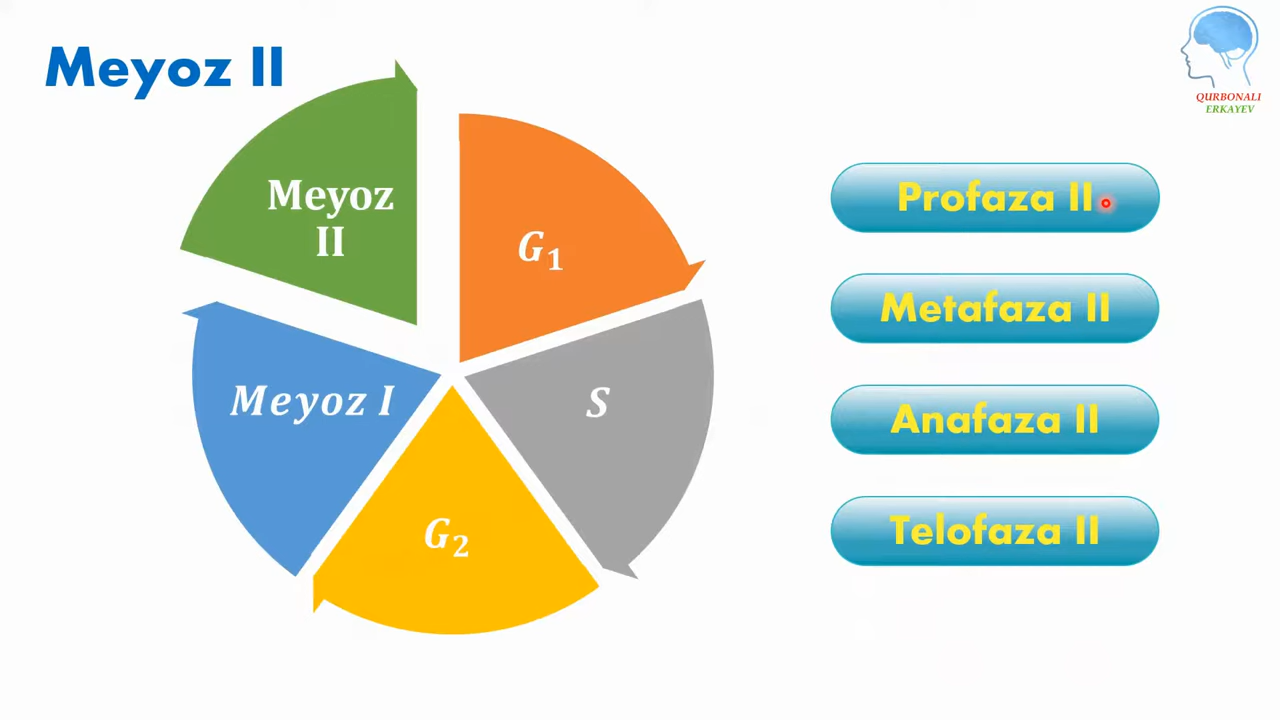 Meyoz II
QURBONALI
ERKAYEV
Meyoz
II
G₁
S
G₂
Meyoz I
Profaza II
Metafaza II
Anafaza II
Telofaza II